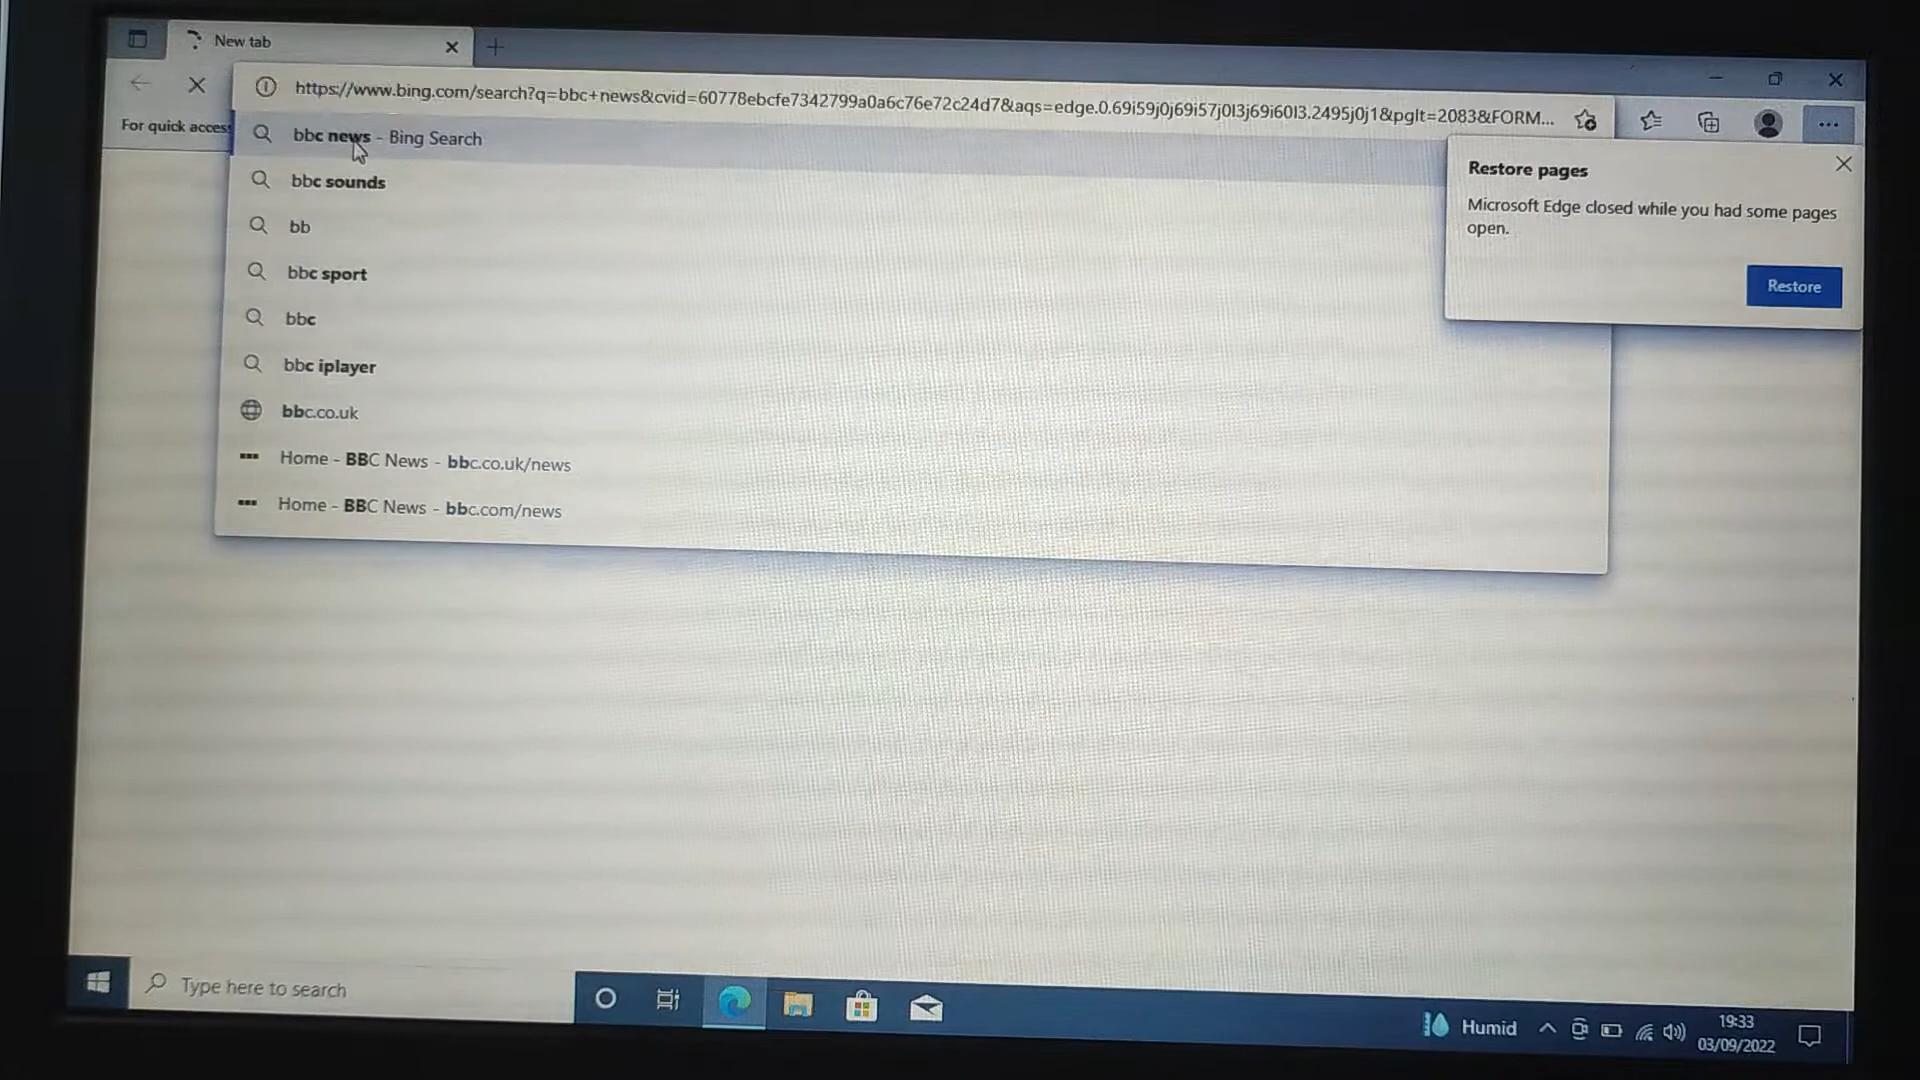 New tab
https://www.bing.com/search?q=bbc+news&cvid=60778ebcfe7342799a0a6c76e72c24d7&aqs=edge.0.69i59j0j69i57j0l3j69i60l3.2495j0j1&pglt=2083&FORM...
For quick access
bbc news - Bing Search
bbc sounds
bb
bbc sport
bbc
bbc iplayer
bbc.co.uk
Home - BBC News - bbc.co.uk/news
Home - BBC News - bbc.com/news
Restore pages
Microsoft Edge closed while you had some pages
open.
Restore
Type here to search
Humid
19:33
03/09/2022